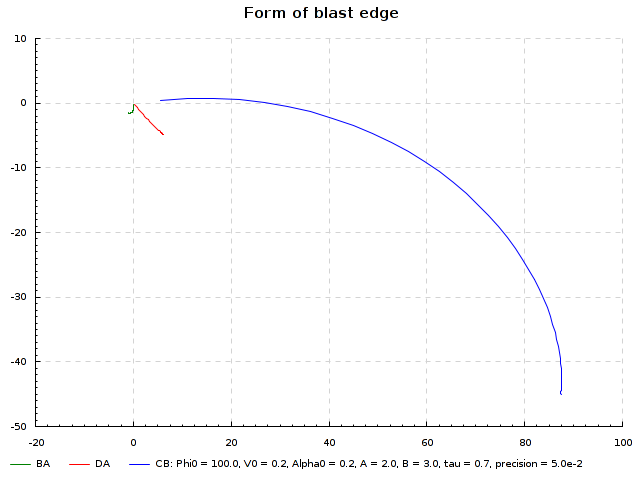 Form of blast edge
10
0
-10
-20
-30
-40
-50
-20 0 20 40 60 80 100
BA DA CB: Phi0 = 100.0, V0 = 0.2, Alpha0 = 0.2, A = 2.0, B = 3.0, tau = 0.7, precision = 5.0e-2